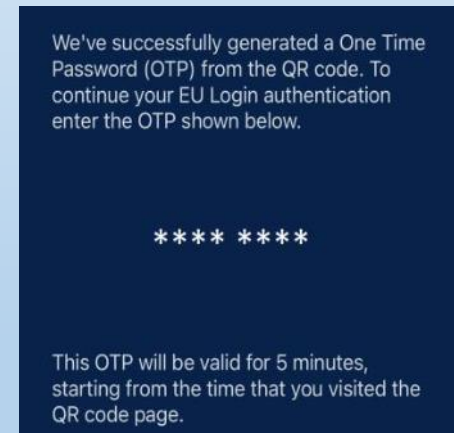 We've successfully generated a One Time
Password (OTP) from the QR code. To
continue your EU Login authentication
enter the OTP shown below.
**** ****
This OTP will be valid for 5 minutes,
starting from the time that you visited the
QR code page.